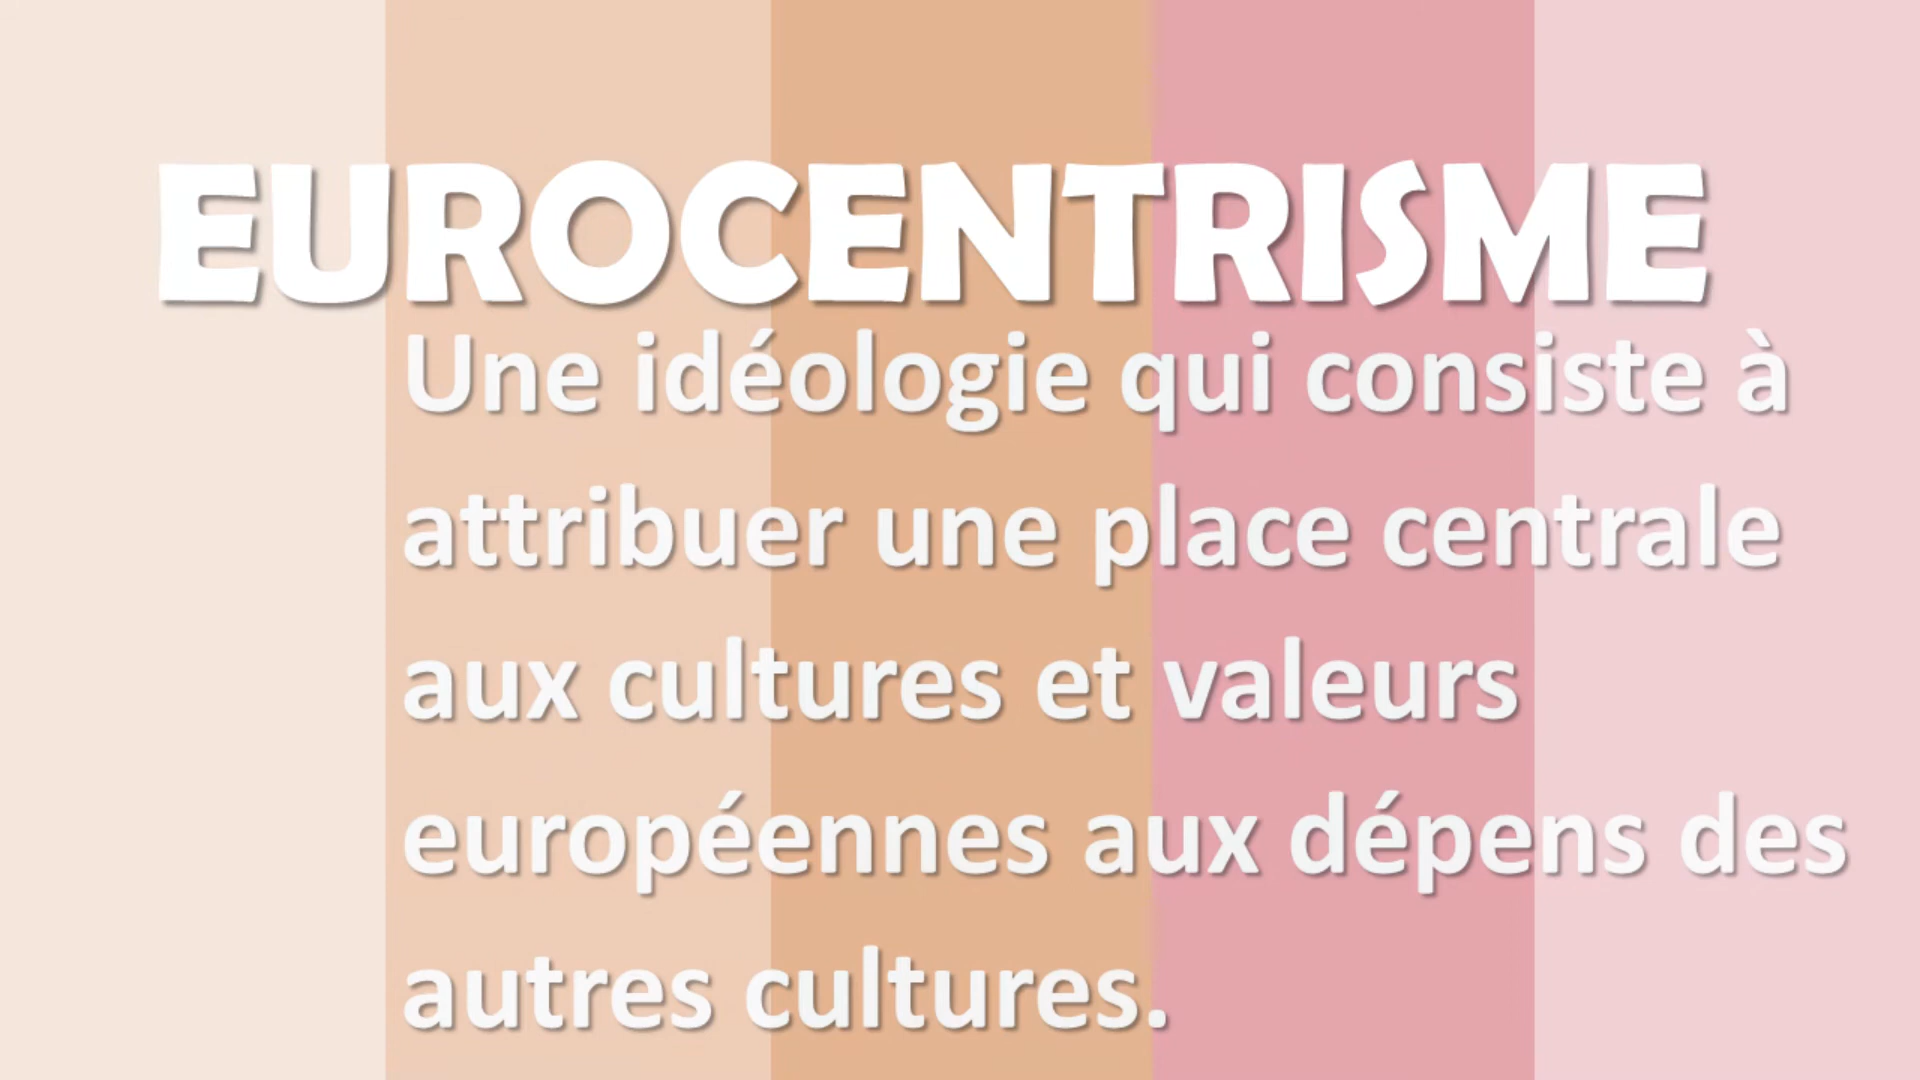 EUROCENTRISME
Une idéologie qui consiste à
attribuer une place centrale
aux cultures et valeurs
européennes aux dépens des
autres cultures.